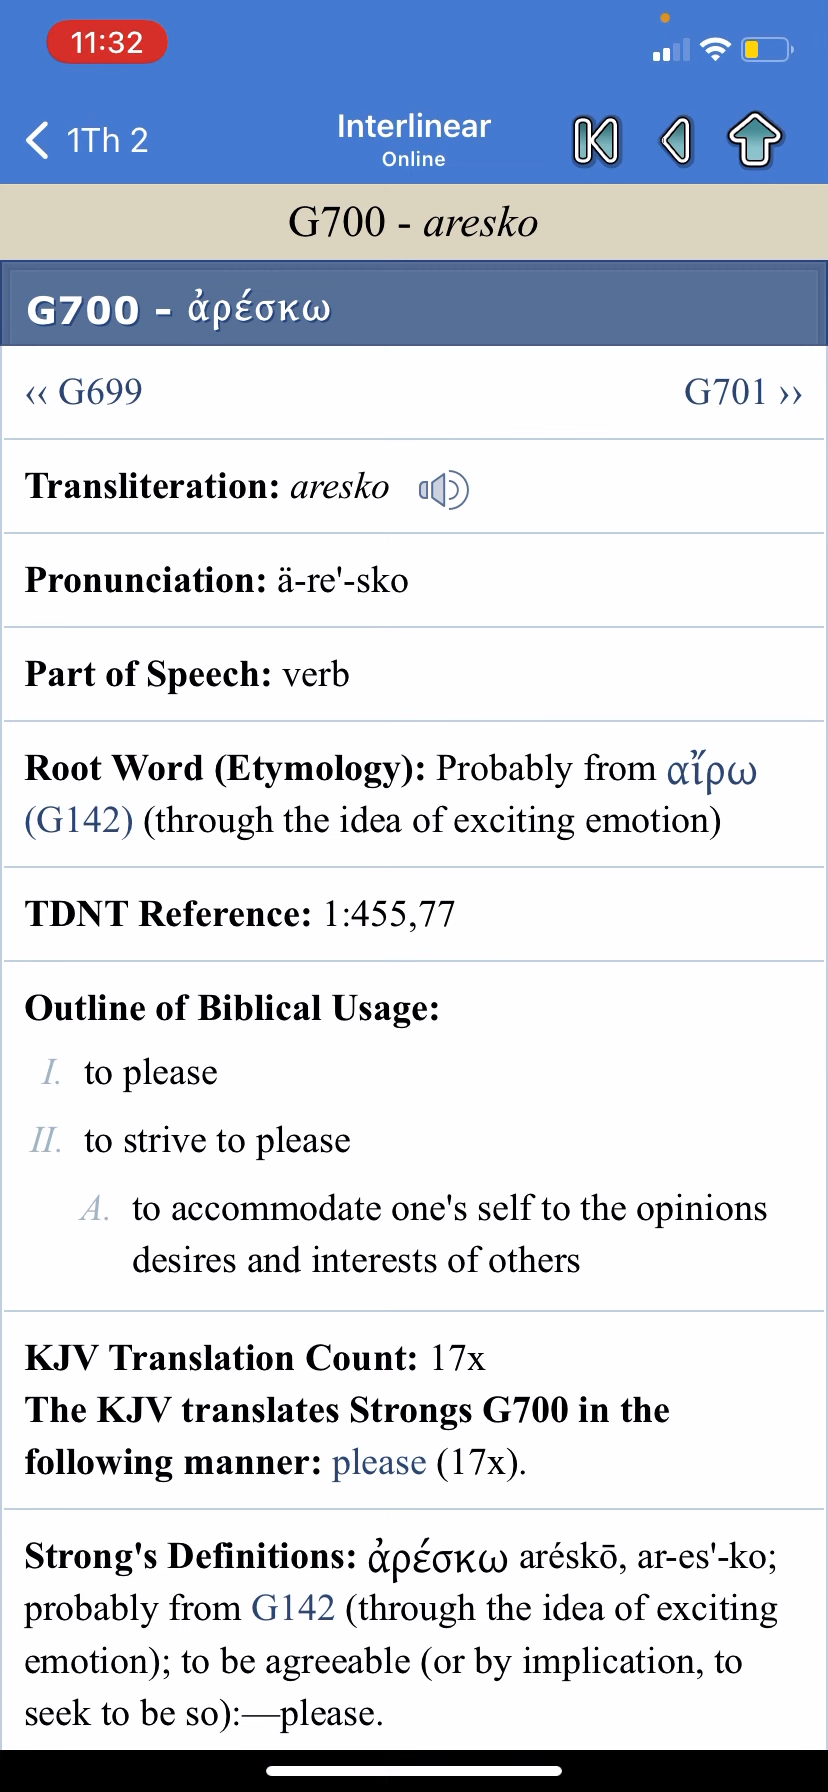 11:32
1Th 2
Interlinear
Online
G700 - aresko
G700 - ἀρέσκω
‹‹ G699
G701 ››
Transliteration: aresko
Pronunciation: ä-re'-sko
Part of Speech: verb
Root Word (Etymology): Probably from αἴρω
(G142) (through the idea of exciting emotion)
TDNT Reference: 1:455,77
Outline of Biblical Usage:
I. to please
II. to strive to please
A. to accommodate one's self to the opinions
desires and interests of others
KJV Translation Count: 17x
The KJV translates Strongs G700 in the
following manner: please (17x).
Strong's Definitions: ἀρέσκω aréskō, ar-es'-ko;
probably from G142 (through the idea of exciting
emotion); to be agreeable (or by implication, to
seek to be so):—please.